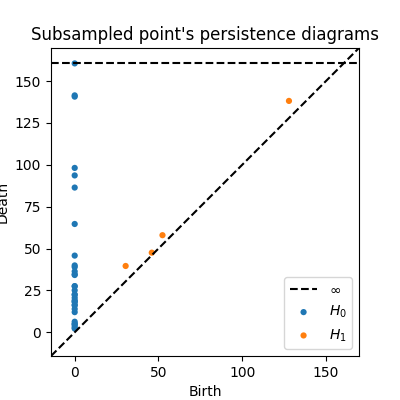 Subsampled point's persistence diagrams
150
125
100
75
50
25
0
Death
0 50 100 150
Birth
∞
H₀
H₁